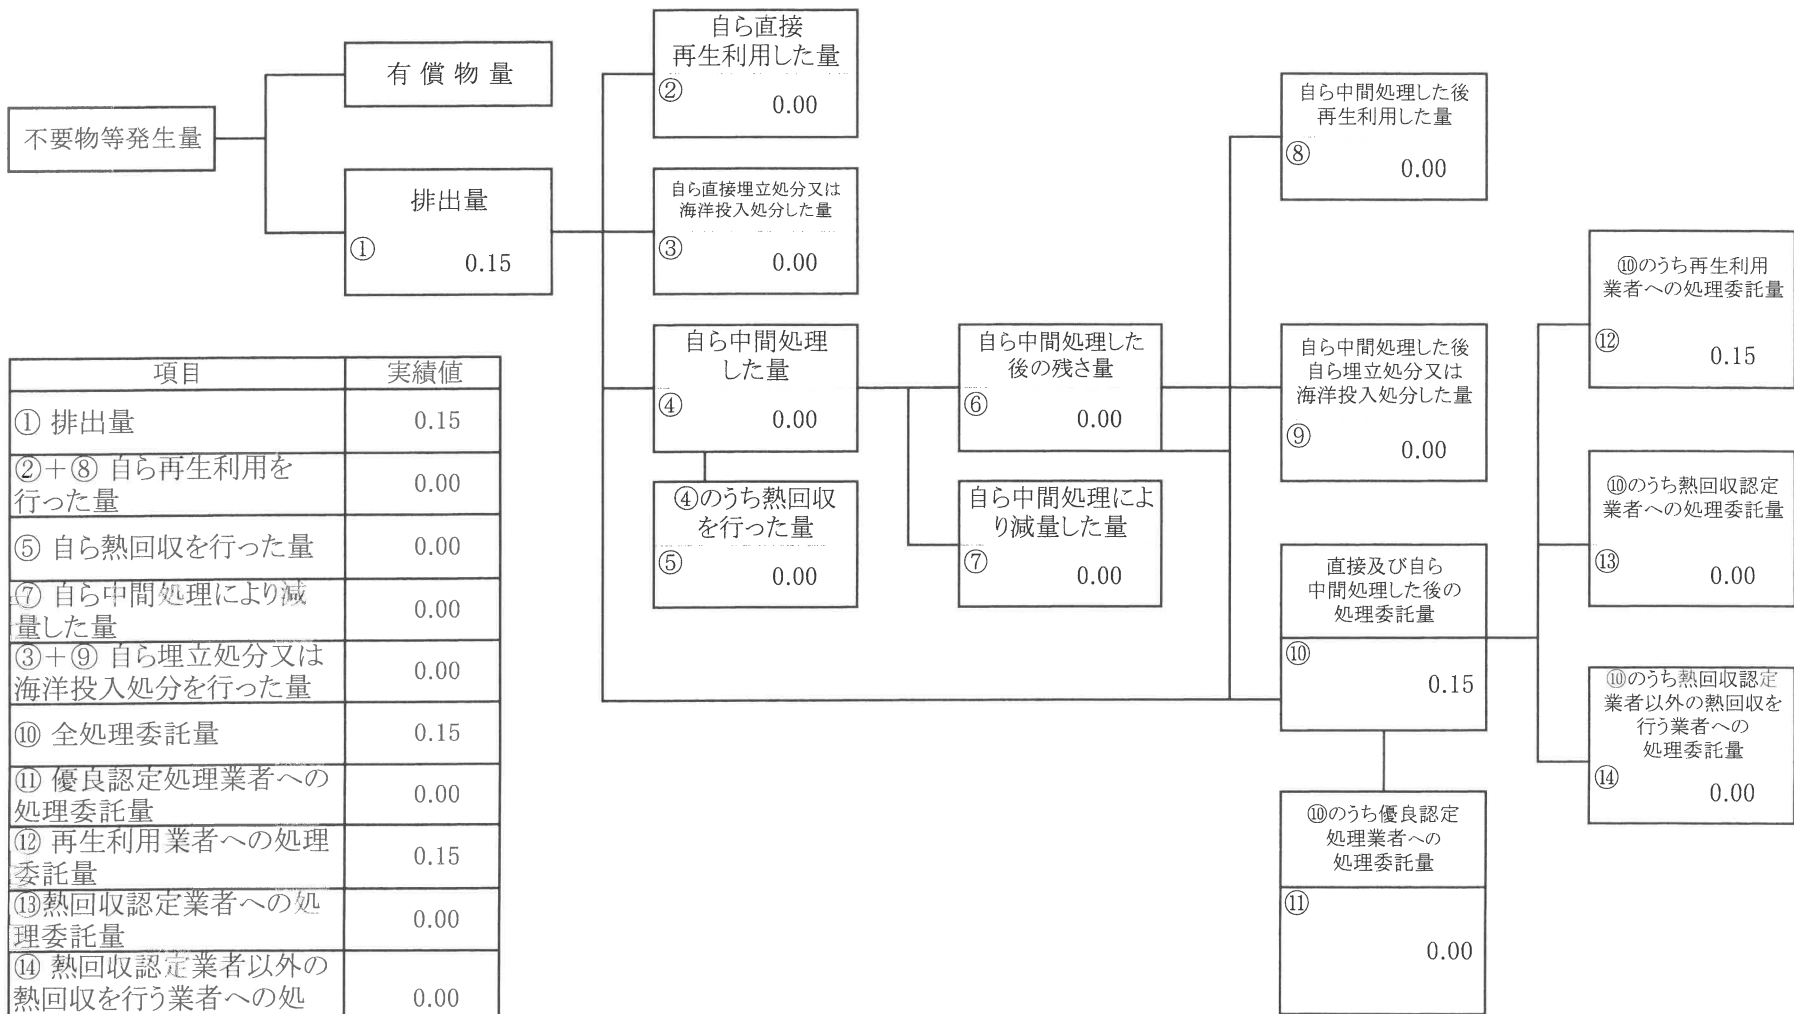 不要物等発生量
有償物量
排出量
①
0.15
自ら直接
再生利用した量
②
0.00
自ら直接埋立処分又は
海洋投入処分した量
③
0.00
自ら中間処理
した量
④
0.00
④のうち熱回収
を行った量
⑤
0.00
自ら中間処理した
後の残さ量
⑥
0.00
自ら中間処理によ
り減量した量
⑦
0.00
自ら中間処理した後
再生利用した量
⑧
0.00
自ら中間処理した後
自ら埋立処分又は
海洋投入処分した量
⑨
0.00
直接及び自ら
中間処理した後の
処理委託量
⑩
0.15
⑩のうち優良認定
処理業者への
処理委託量
⑪
0.00
⑩のうち再生利用
業者への処理委託量
⑫
0.15
⑩のうち熱回収認定
業者への処理委託量
⑬
0.00
⑩のうち熱回収認定
業者以外の熱回収を
行う業者への
処理委託量
⑭
0.00
項目 実績値
① 排出量 0.15
②＋⑧ 自ら再生利用を
行った量 0.00
⑤ 自ら熱回収を行った量 0.00
⑦ 自ら中間処理により減
量した量 0.00
③＋⑨ 自ら埋立処分又は
海洋投入処分を行った量 0.00
⑩ 全処理委託量 0.15
⑪ 優良認定処理業者への
処理委託量 0.00
⑫ 再生利用業者への処理
委託量 0.15
⑬熱回収認定業者への処
理委託量 0.00
⑭ 熱回収認定業者以外の
熱回収を行う業者への処 0.00